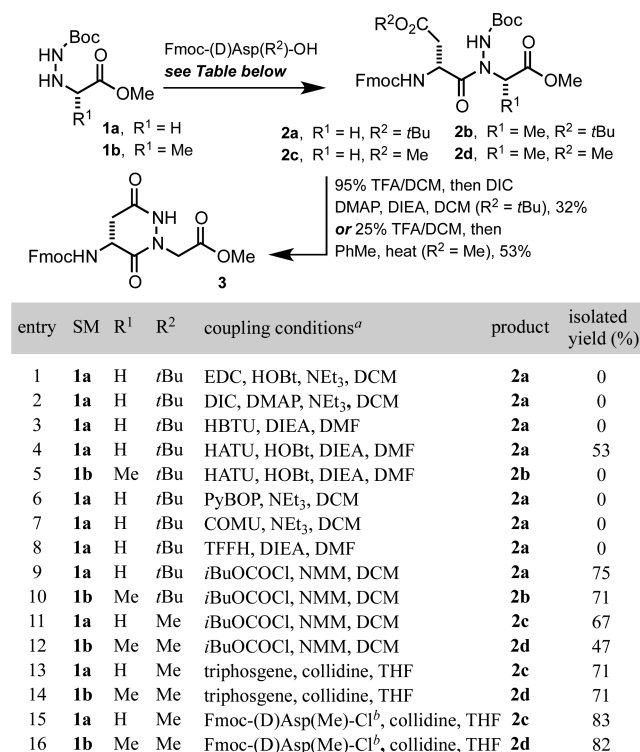 Boc
HN
HN
O
OMe
R1
1a, R1 = H
1b, R1 = Me
Fmoc-(D)Asp(R2)-OH
see Table below
R2O2C
Boc
HN
O
FmocHN
N
OMe
O
R1
2a, R1 = H, R2 = tBu 2b, R1 = Me, R2 = tBu
2c, R1 = H, R2 = Me 2d, R1 = Me, R2 = Me
95% TFA/DCM, then DIC
DMAP, DIEA, DCM (R2 = tBu), 32%
or 25% TFA/DCM, then
PhMe, heat (R2 = Me), 53%
O
NH
O
FmocHN
N
OMe
O
3
entry SM R1 R2 coupling conditionsa product isolated yield (%)
1 1a H tBu EDC, HOBt, NEt3, DCM 2a 0
2 1a H tBu DIC, DMAP, NEt3, DCM 2a 0
3 1a H tBu HBTU, DIEA, DMF 2a 0
4 1a H tBu HATU, HOBt, DIEA, DMF 2a 53
5 1b Me tBu HATU, HOBt, DIEA, DMF 2b 0
6 1a H tBu PyBOP, NEt3, DCM 2a 0
7 1a H tBu COMU, NEt3, DCM 2a 0
8 1a H tBu TFFH, DIEA, DMF 2a 0
9 1a H tBu iBuOCOCl, NMM, DCM 2a 75
10 1b Me tBu iBuOCOCl, NMM, DCM 2b 71
11 1a H Me iBuOCOCl, NMM, DCM 2c 67
12 1b Me Me iBuOCOCl, NMM, DCM 2d 47
13 1a H Me triphosgene, collidine, THF 2c 71
14 1b Me Me triphosgene, collidine, THF 2d 71
15 1a H Me Fmoc-(D)Asp(Me)-Clb, collidine, THF 2c 83
16 1b Me Me Fmoc-(D)Asp(Me)-Clb, collidine, THF 2d 82